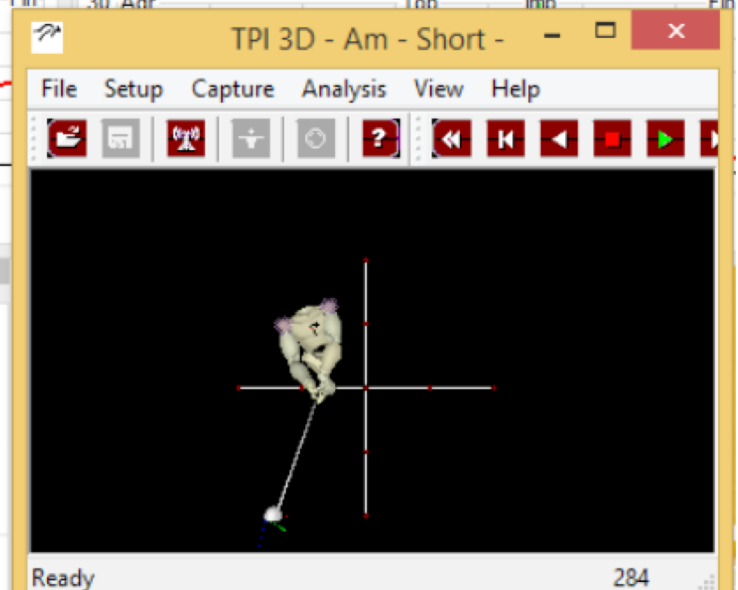 TPI 3D - Am - Short -
File Setup Capture Analysis View Help
?
Ready 284